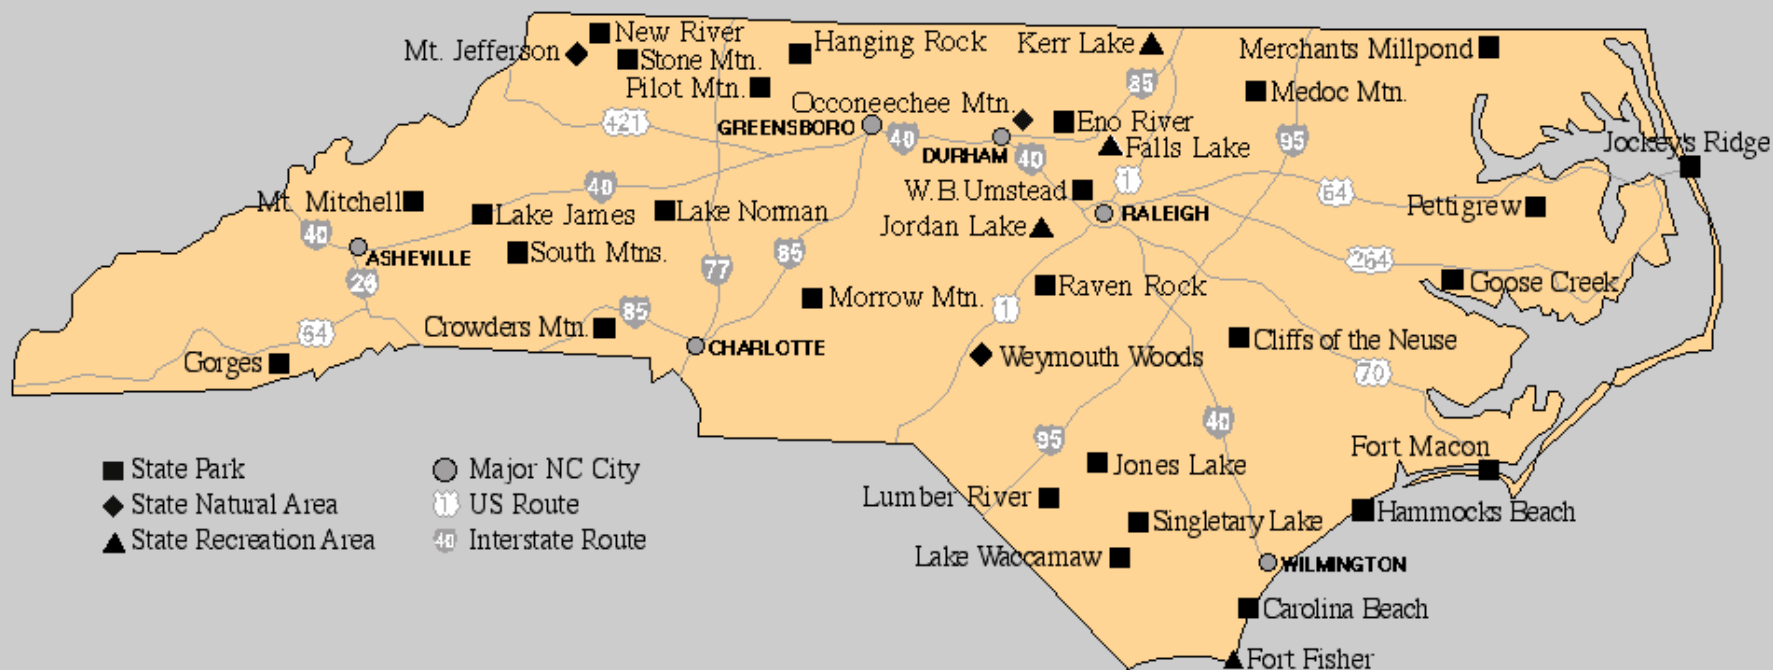 New River
Mt. Jefferson
Stone Mtn.
Pilot Mtn.
Hanging Rock
Kerr Lake
Merchants Millpond
85
Medoc Mtn.
Occoneechee Mtn.
421
GREENSBORO
40
Eno River
95
DURHAM
40
Falls Lake
Jockey's Ridge
40
W.B. Umstead
1
64
Mt. Mitchell
Lake James
Lake Norman
Jordan Lake
RALEIGH
Pettigrew
40
ASHEVILLE
South Mtns.
85
264
26
77
Goose Creek
Morrow Mtn.
Raven Rock
64
Crowders Mtn.
85
1
CHARLOTTE
Cliffs of the Neuse
Gorges
Weymouth Woods
70
40
95
Fort Macon
State Park
Major NC City
Jones Lake
State Natural Area
1
US Route
Lumber River
Hammocks Beach
State Recreation Area
40
Interstate Route
Singletary Lake
Lake Waccamaw
WILMINGTON
Carolina Beach
Fort Fisher